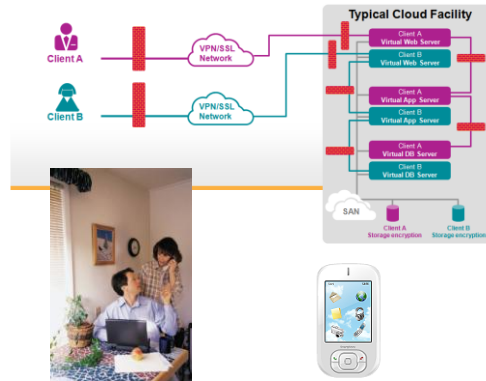 Typical Cloud Facility
Client A
VPN/SSL
Network
Client A
Virtual Web Server
Client B
Virtual Web Server
Client B
VPN/SSL
Network
Client A
Virtual App Server
Client B
Virtual App Server
Client A
Virtual DB Server
Client B
Virtual DB Server
SAN
Client A
Storage encryption
Client B
Storage encryption